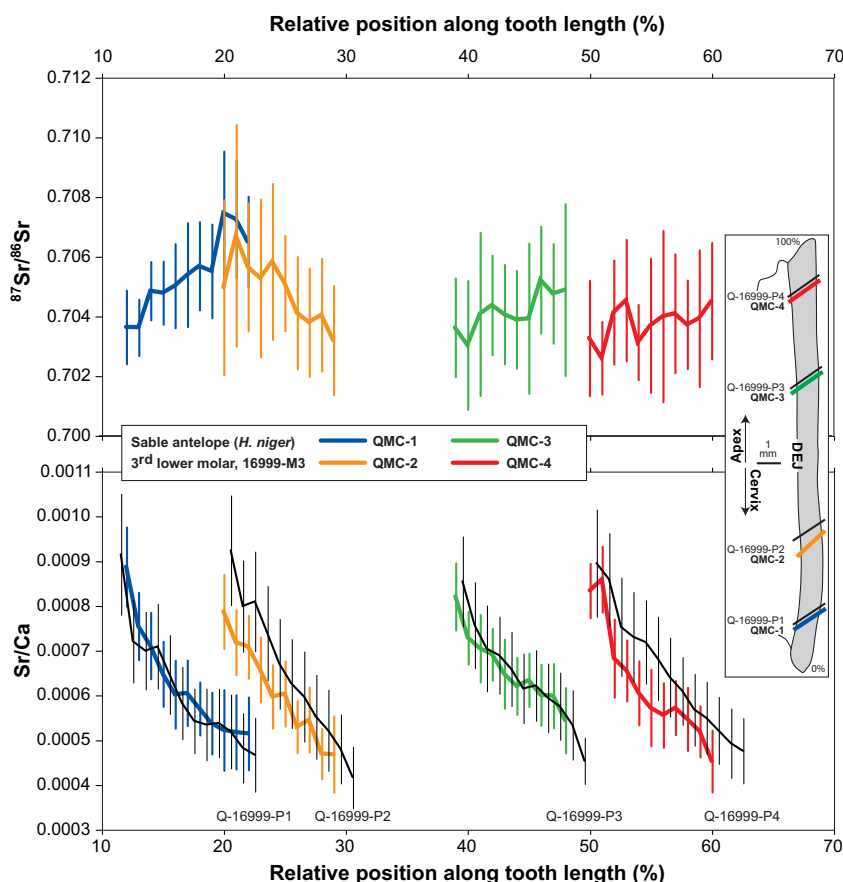 Relative position along tooth length (%)
10 20 30 40 50 60 70
0.712
0.710
0.708
0.706
0.704
0.702
0.700
87Sr/86Sr
100%
Q-16999-P4
QMC-4
Q-16999-P3
QMC-3
Apex
Cervix
1
mm
DEJ
Q-16999-P2
QMC-2
Q-16999-P1
QMC-1
0%
Sable antelope (H. niger) QMC-1 QMC-3
3rd lower molar, 16999-M3 QMC-2 QMC-4
0.0011
0.0010
0.0009
0.0008
0.0007
0.0006
0.0005
0.0004
0.0003
Sr/Ca
Q-16999-P1 Q-16999-P2 Q-16999-P3 Q-16999-P4
10 20 30 40 50 60 70
Relative position along tooth length (%)